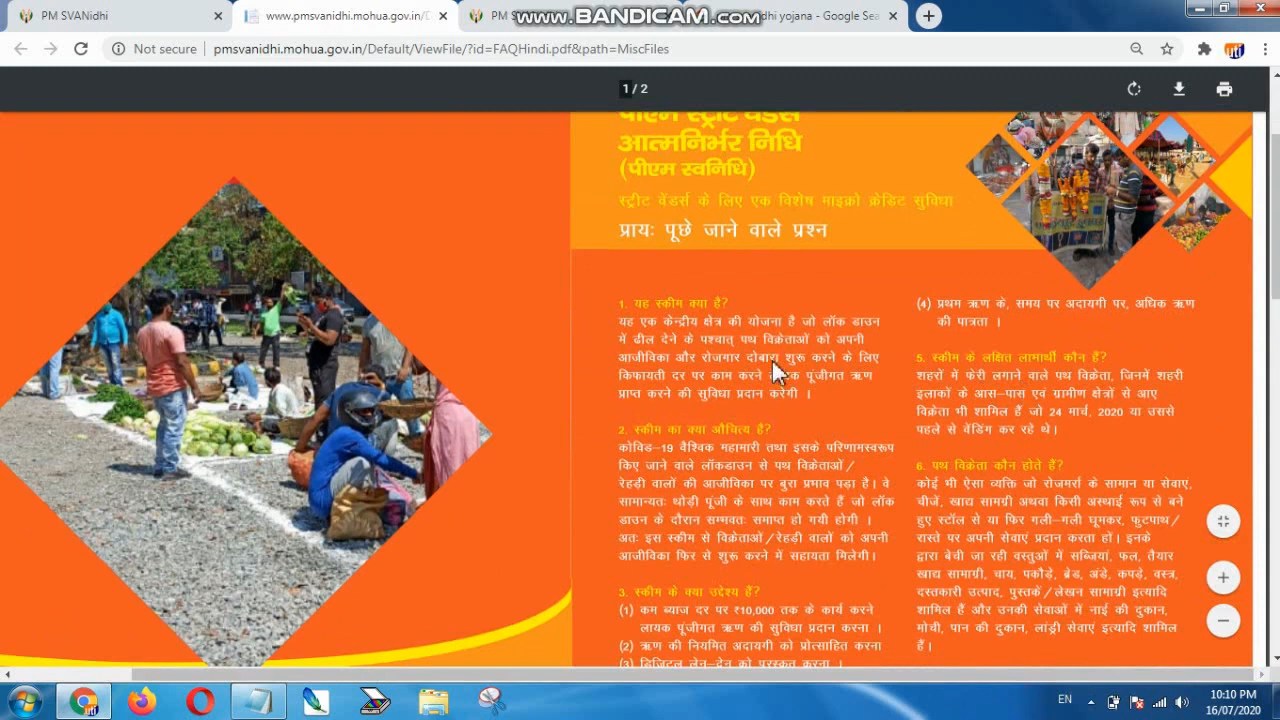 PM SVANidhi
www.pmsvanidhi.mohua.gov.in/D
PM S
www.BANDICAM.com
dhi yojana - Google Sea
Not secure
pmsvanidhi.mohua.gov.in/Default/ViewFile/?id=FAQHindi.pdf&path=MiscFiles
1 / 2
पीएम स्ट्रीट वेंडर्स
आत्मनिर्भर निधि
(पीएम स्वनिधि)
स्ट्रीट वेंडर्स के लिए एक विशेष माइक्रो क्रेडिट सुविधा
प्रायः पूछे जाने वाले प्रश्न
1. यह स्कीम क्या है?
यह एक केन्द्रीय क्षेत्र की योजना है जो लॉक डाउन
में ढील देने के पश्चात् पथ विक्रेताओं को अपनी
आजीविका और रोजगार दोबारा शुरू करने के लिए
किफायती दर पर काम करने पूंजीगत ऋण
प्राप्त करने की सुविधा प्रदान करेगी ।
2. स्कीम का क्या औचित्य है?
कोविड–19 वैश्विक महामारी तथा इसके परिणामस्वरूप
किए जाने वाले लॉकडाउन से पथ विक्रेताओं/
रेहड़ी वालों की आजीविका पर बुरा प्रभाव पड़ा है। वे
सामान्यतः थोड़ी पूंजी के साथ काम करते हैं जो लॉक
डाउन के दौरान सम्भवतः समाप्त हो गयी होगी ।
अतः इस स्कीम से विक्रेताओं/रेहड़ी वालों को अपनी
आजीविका फिर से शुरू करने में सहायता मिलेगी।
3. स्कीम के क्या उद्देश्य हैं?
(1) कम ब्याज दर पर ₹10,000 तक के कार्य करने
लायक पूंजीगत ऋण की सुविधा प्रदान करना ।
(2) ऋण की नियमित अदायगी को प्रोत्साहित करना
(3) डिजिटल लेन–देन को पुरस्कृत करना ।
(4) प्रथम ऋण के, समय पर अदायगी पर, अधिक ऋण
की पात्रता ।
5. स्कीम के लक्षित लाभार्थी कौन हैं?
शहरों में फेरी लगाने वाले पथ विक्रेता, जिनमें शहरी
इलाकों के आस–पास एवं ग्रामीण क्षेत्रों से आए
विक्रेता भी शामिल हैं जो 24 मार्च, 2020 या उससे
पहले से वेंडिंग कर रहे थे।
6. पथ विक्रेता कौन होते हैं?
कोई भी ऐसा व्यक्ति जो रोजमर्रा के सामान या सेवाए,
चीजें, खाद्य सामग्री अथवा किसी अस्थाई रूप से बने
हुए स्टॉल से या फिर गली–गली घूमकर, फुटपाथ/
रास्ते पर अपनी सेवाएं प्रदान करता हों। इनके
द्वारा बेची जा रही वस्तुओं में सब्जियां, फल, तैयार
खाद्य सामाग्री, चाय, पकौड़े, ब्रेड, अंडे, कपड़े, वस्त्र,
दस्तकारी उत्पाद, पुस्तकें/लेखन सामाग्री इत्यादि
शामिल हैं और उनकी सेवाओं में नाई की दुकान,
मोची, पान की दुकान, लांड्री सेवाएं इत्यादि शामिल
हैं।
EN
10:10 PM
16/07/2020